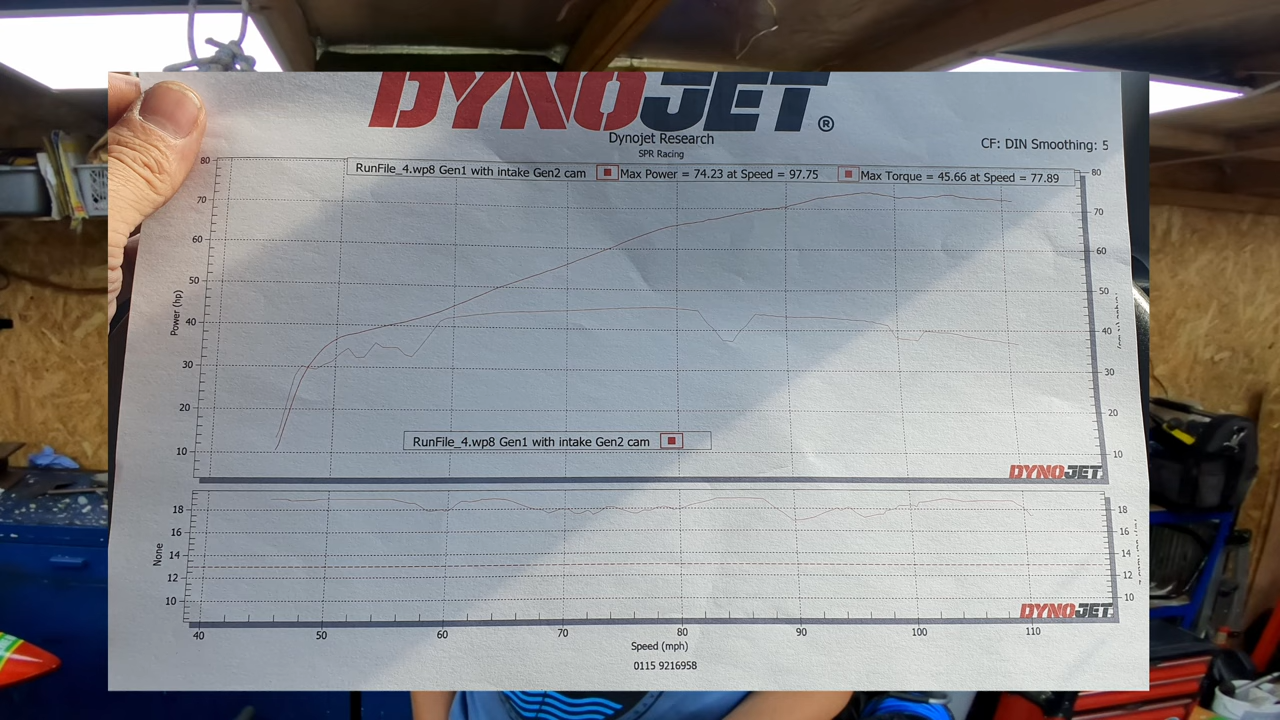 DYNOJET®
Dynojet Research
SPR Racing
CF: DIN Smoothing: 5
RunFile_4.wp8 Gen1 with intake Gen2 cam Max Power = 74.23 at Speed = 97.75 Max Torque = 45.66 at Speed = 77.89
80
70
60
50
40
30
20
10
Power (hp)
80
70
60
50
40
30
20
10
RunFile_4.wp8 Gen1 with intake Gen2 cam
DYNOJET
18
16
14
12
10
None
18
16
14
12
10
DYNOJET
40 50 60 70 80 90 100 110
Speed (mph)
0115 9216958